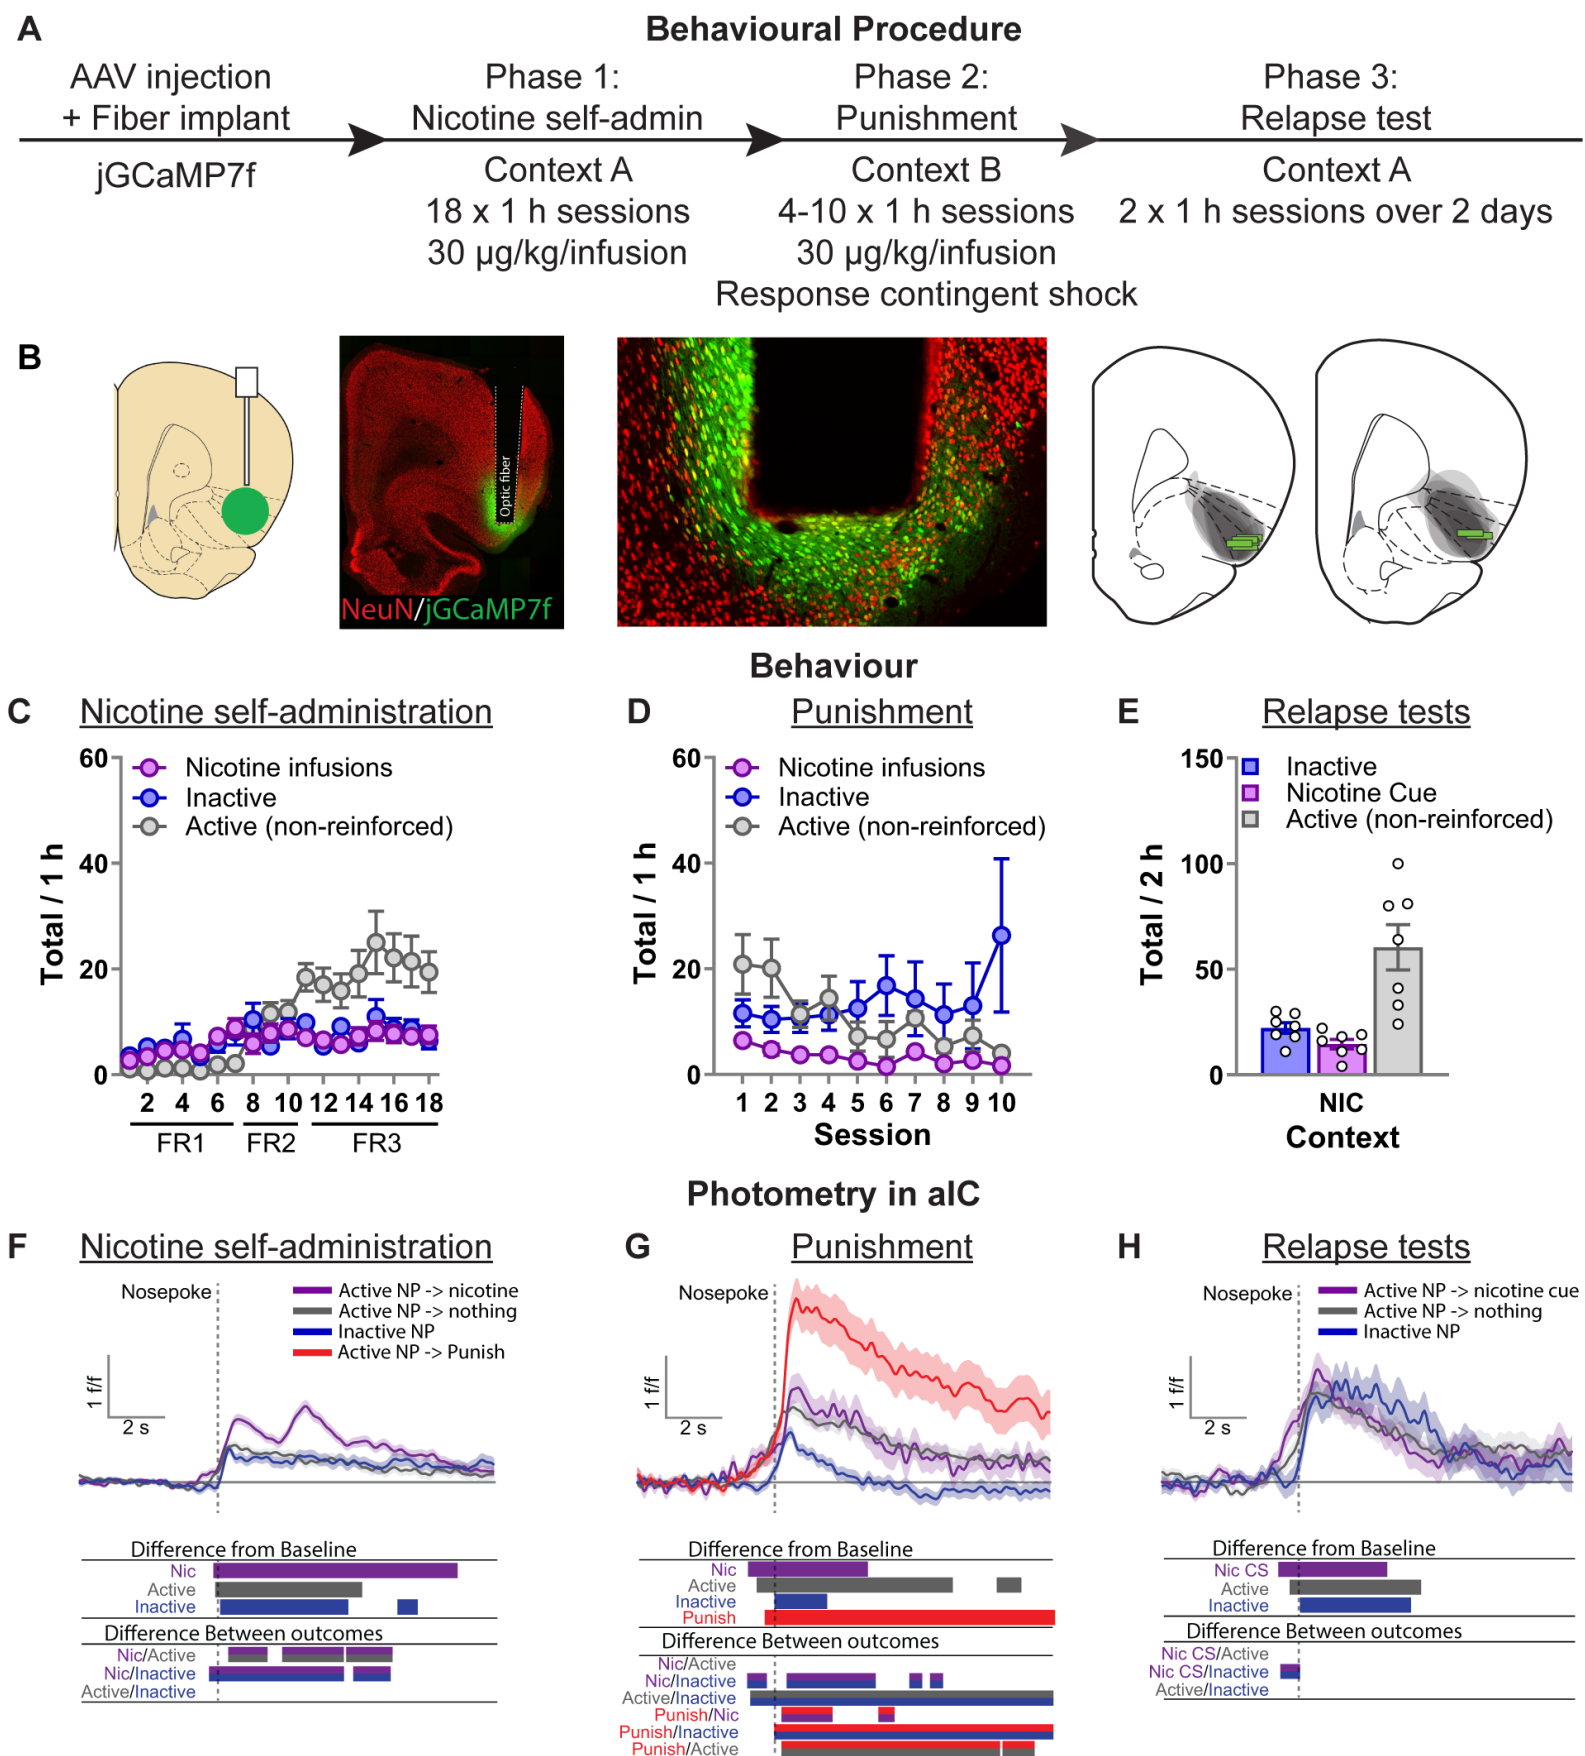 A
Behavioural Procedure
AAV injection
+ Fiber implant
jGCaMP7f
Phase 1:
Nicotine self-admin
Context A
18 x 1 h sessions
30 µg/kg/infusion
Phase 2:
Punishment
Context B
4-10 x 1 h sessions
30 µg/kg/infusion
Response contingent shock
Phase 3:
Relapse test
Context A
2 x 1 h sessions over 2 days
B
Optic fiber
NeuN/jGCaMP7f
Behaviour
C
Nicotine self-administration
Nicotine infusions
Inactive
Active (non-reinforced)
Total / 1 h
60
40
20
0
2 4 6 8 10 12 14 16 18
FR1 FR2 FR3
D
Punishment
Nicotine infusions
Inactive
Active (non-reinforced)
Total / 1 h
60
40
20
0
1 2 3 4 5 6 7 8 9 10
Session
E
Relapse tests
Inactive
Nicotine Cue
Active (non-reinforced)
Total / 2 h
150
100
50
0
NIC
Context
Photometry in aIC
F
Nicotine self-administration
Nosepoke
Active NP -> nicotine
Active NP -> nothing
Inactive NP
Active NP -> Punish
1 f/f
2 s
Difference from Baseline
Nic
Active
Inactive
Difference Between outcomes
Nic/Active
Nic/Inactive
Active/Inactive
G
Punishment
Nosepoke
1 f/f
2 s
Difference from Baseline
Nic
Active
Inactive
Punish
Difference Between outcomes
Nic/Active
Nic/Inactive
Active/Inactive
Punish/Nic
Punish/Inactive
Punish/Active
H
Relapse tests
Nosepoke
Active NP -> nicotine cue
Active NP -> nothing
Inactive NP
1 f/f
2 s
Difference from Baseline
Nic CS
Active
Inactive
Difference Between outcomes
Nic CS/Active
Nic CS/Inactive
Active/Inactive